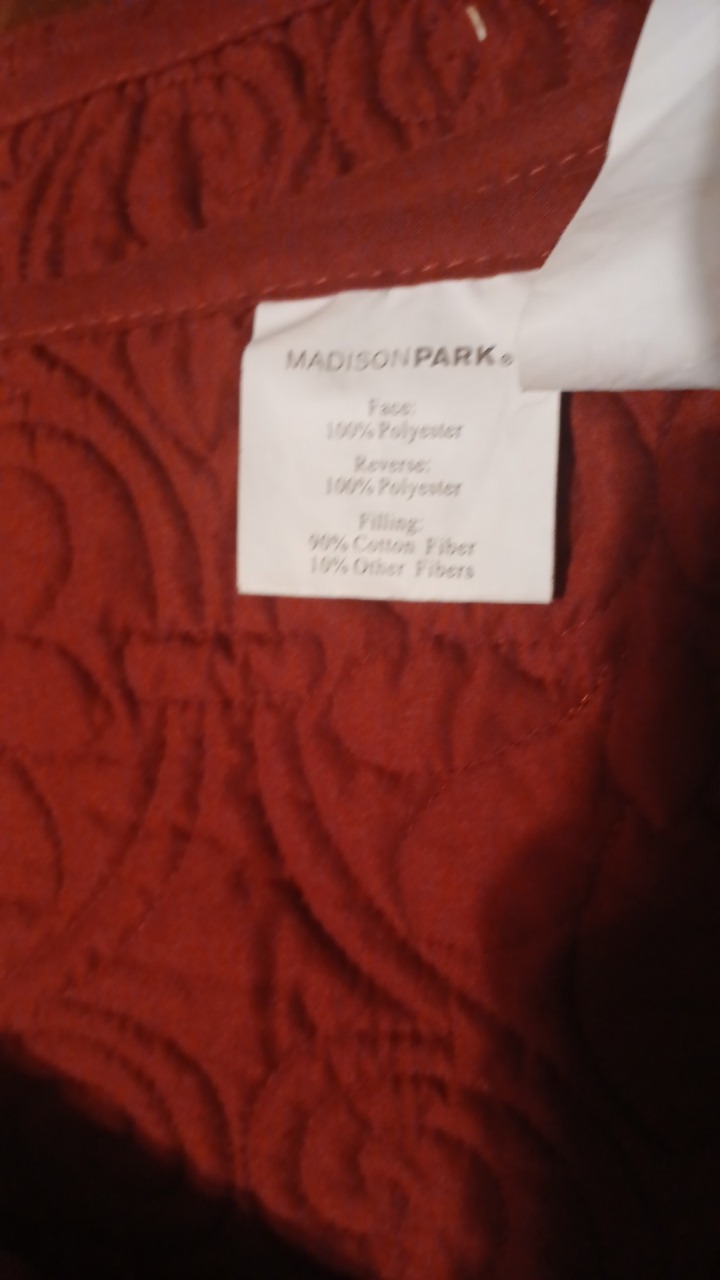 MADISONPARK®
Face:
100% Polyester
Reverse:
100% Polyester
Filling:
90% Cotton Fiber
10% Other Fibers